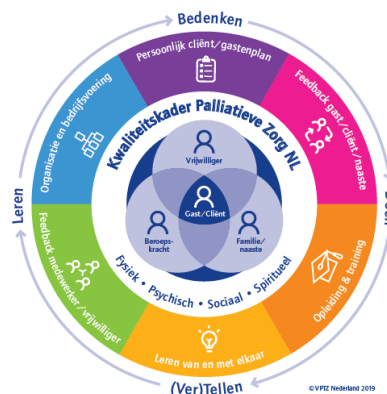 Bedenken
Persoonlijk cliënt/gastenplan
Organisatie en bedrijfsvoering
Feedback gast/cliënt/naaste
Kwaliteitskader Palliatieve Zorg NL
Vrijwilliger
Gast/Cliënt
Beroeps-
kracht
Familie/
naaste
Leren
Fysiek • Psychisch • Sociaal • Spiritueel
Feedback medewerker/vrijwilliger
Opleiding & training
Leren van en met elkaar
(Ver)Tellen
©VPTZ Nederland 2019